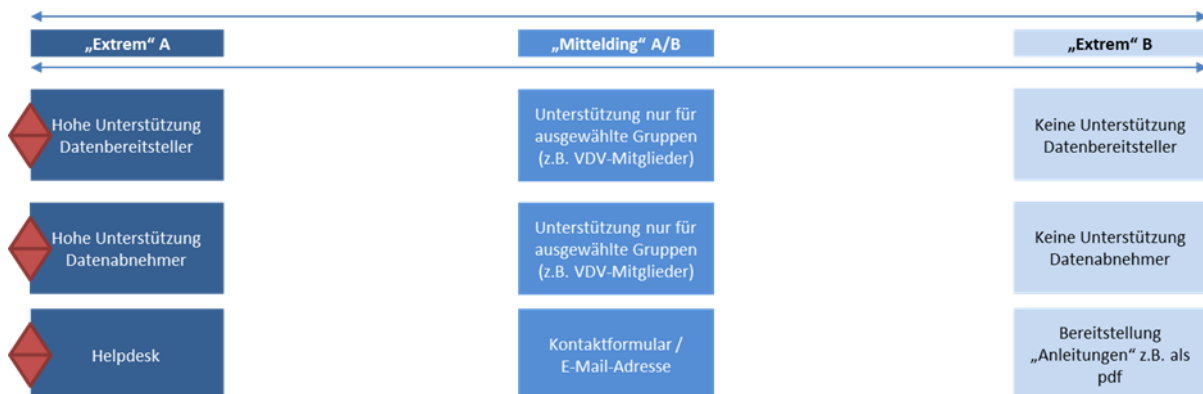 „Extrem“ A
„Mittelding“ A/B
„Extrem“ B
Hohe Unterstützung
Datenbereitsteller
Unterstützung nur für
ausgewählte Gruppen
(z.B. VDV-Mitglieder)
Keine Unterstützung
Datenbereitsteller
Hohe Unterstützung
Datenabnehmer
Unterstützung nur für
ausgewählte Gruppen
(z.B. VDV-Mitglieder)
Keine Unterstützung
Datenabnehmer
Helpdesk
Kontaktformular /
E-Mail-Adresse
Bereitstellung
„Anleitungen“ z.B. als
pdf